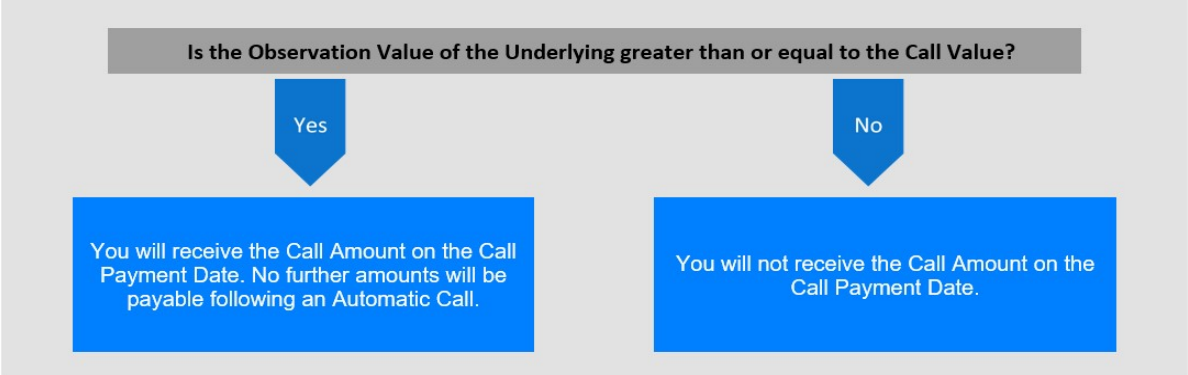 Is the Observation Value of the Underlying greater than or equal to the Call Value?
Yes
No
You will receive the Call Amount on the Call
Payment Date. No further amounts will be
payable following an Automatic Call.
You will not receive the Call Amount on the
Call Payment Date.